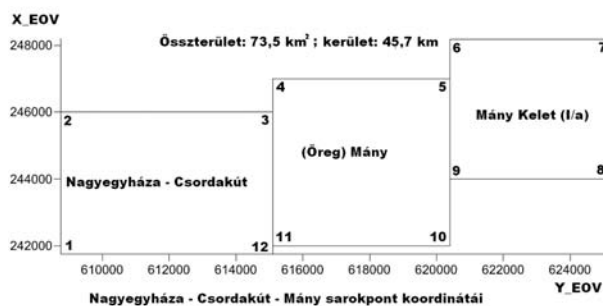 X_EOV
Összterület: 73,5 km² ; kerület: 45,7 km
248000
6
7
4
5
246000
2
3
Mány Kelet (I/a)
(Öreg) Mány
244000
Nagyegyháza - Csordakút
9
8
11
10
242000
1
12
610000 612000 614000 616000 618000 620000 622000 624000
Y_EOV
Nagyegyháza - Csordakút - Mány sarokpont koordinátái